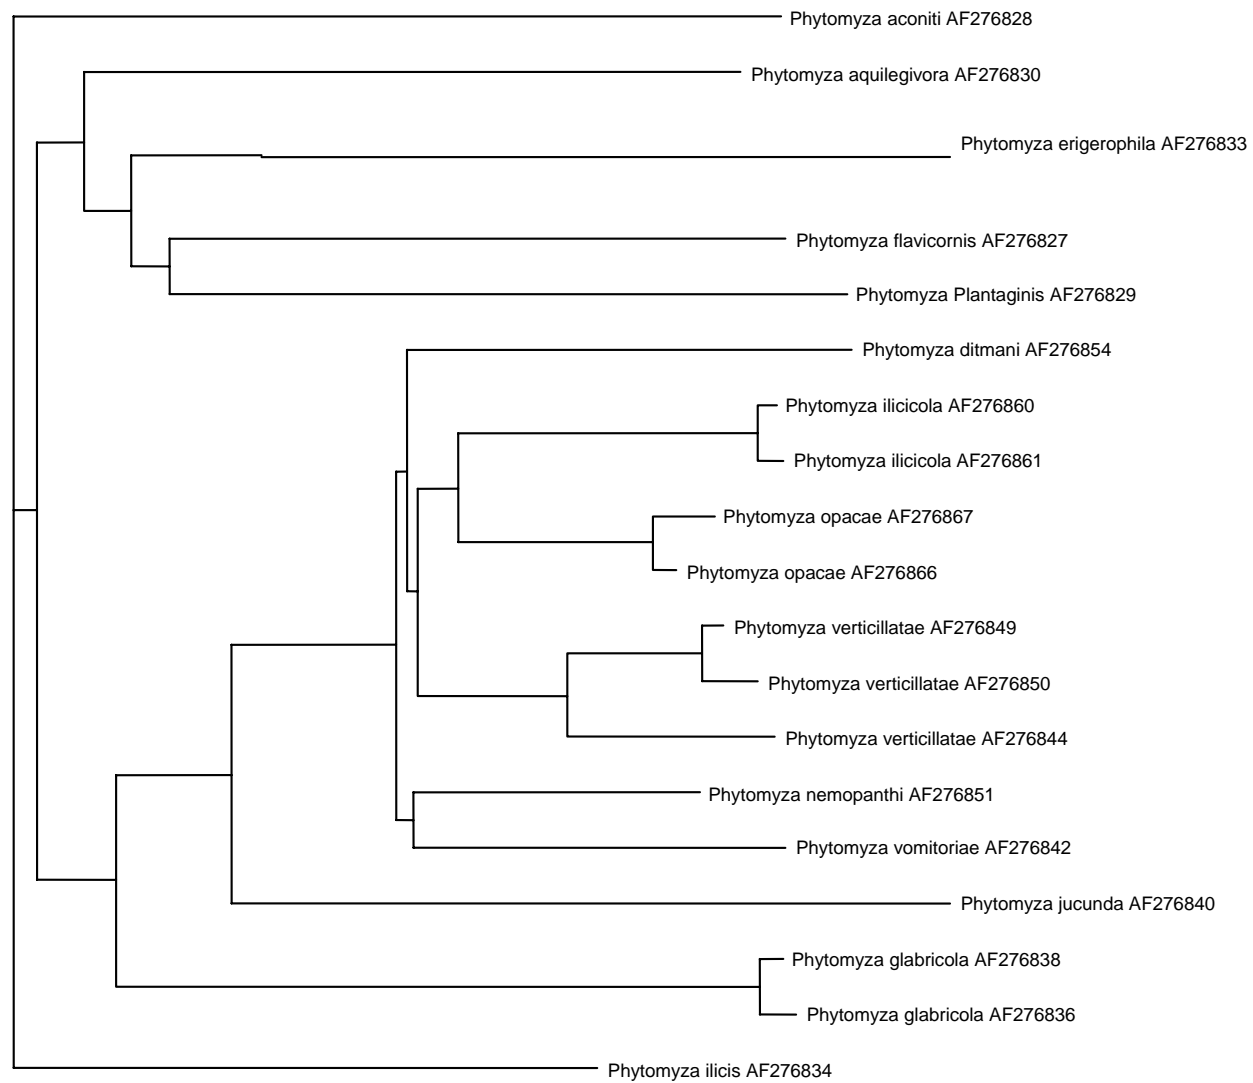 Phytomyza aconiti AF276828
Phytomyza aquilegivora AF276830
Phytomyza erigerophila AF276833
Phytomyza flavicornis AF276827
Phytomyza Plantaginis AF276829
Phytomyza ditmani AF276854
Phytomyza ilicicola AF276860
Phytomyza ilicicola AF276861
Phytomyza opacae AF276867
Phytomyza opacae AF276866
Phytomyza verticillatae AF276849
Phytomyza verticillatae AF276850
Phytomyza verticillatae AF276844
Phytomyza nemopanthi AF276851
Phytomyza vomitoriae AF276842
Phytomyza jucunda AF276840
Phytomyza glabricola AF276838
Phytomyza glabricola AF276836
Phytomyza ilicis AF276834